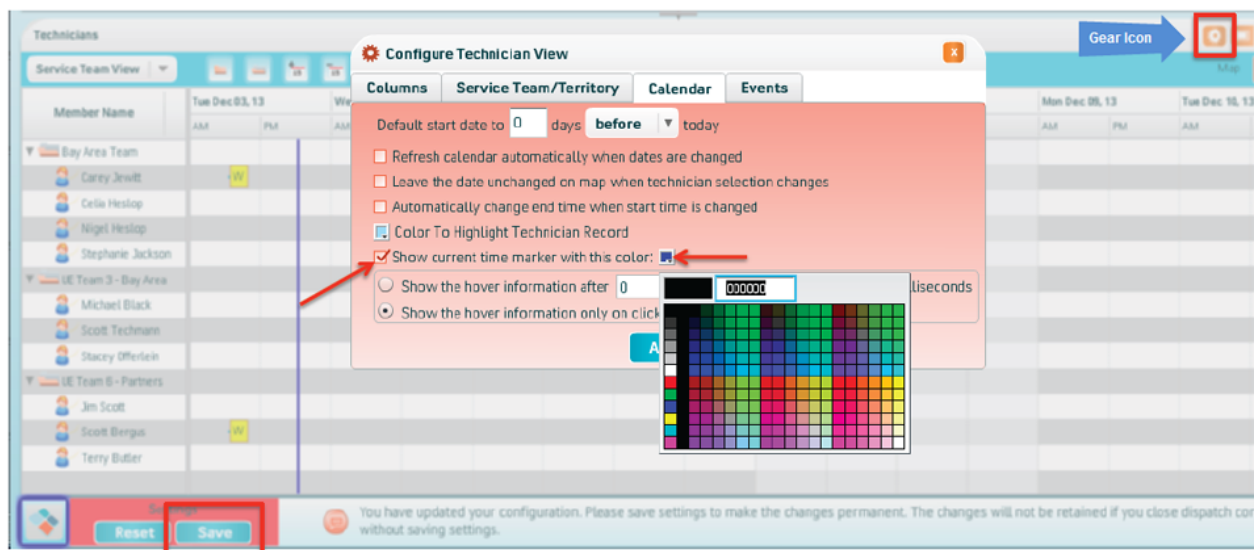 Technicians
Gear Icon
Service Team View
Map
Configure Technician View
x
Columns Service Team/Territory Calendar Events
Member Name
Tue Dec 03, 13
We
Mon Dec 09, 13
Tue Dec 10, 13
AM PM AM
AM PM AM
Default start date to 0 days before today
Refresh calendar automatically when dates are changed
Leave the date unchanged on map when technician selection changes
Automatically change end time when start time is changed
Color To Highlight Technician Record
Show current time marker with this color:
Show the hover information after 0
lliseconds
Show the hover information only on click
A
000000
Bay Area Team
Carey Jewitt
W
Celia Heslop
Nigel Heslop
Stephanie Jackson
UE Team 3 - Bay Area
Michael Black
Scott Techmann
Stacey Offerlein
UE Team 6 - Partners
Jim Scott
Scott Bergus
W
Terry Butler
Reset Save
You have updated your configuration. Please save settings to make the changes permanent. The changes will not be retained if you close dispatch con
without saving settings.